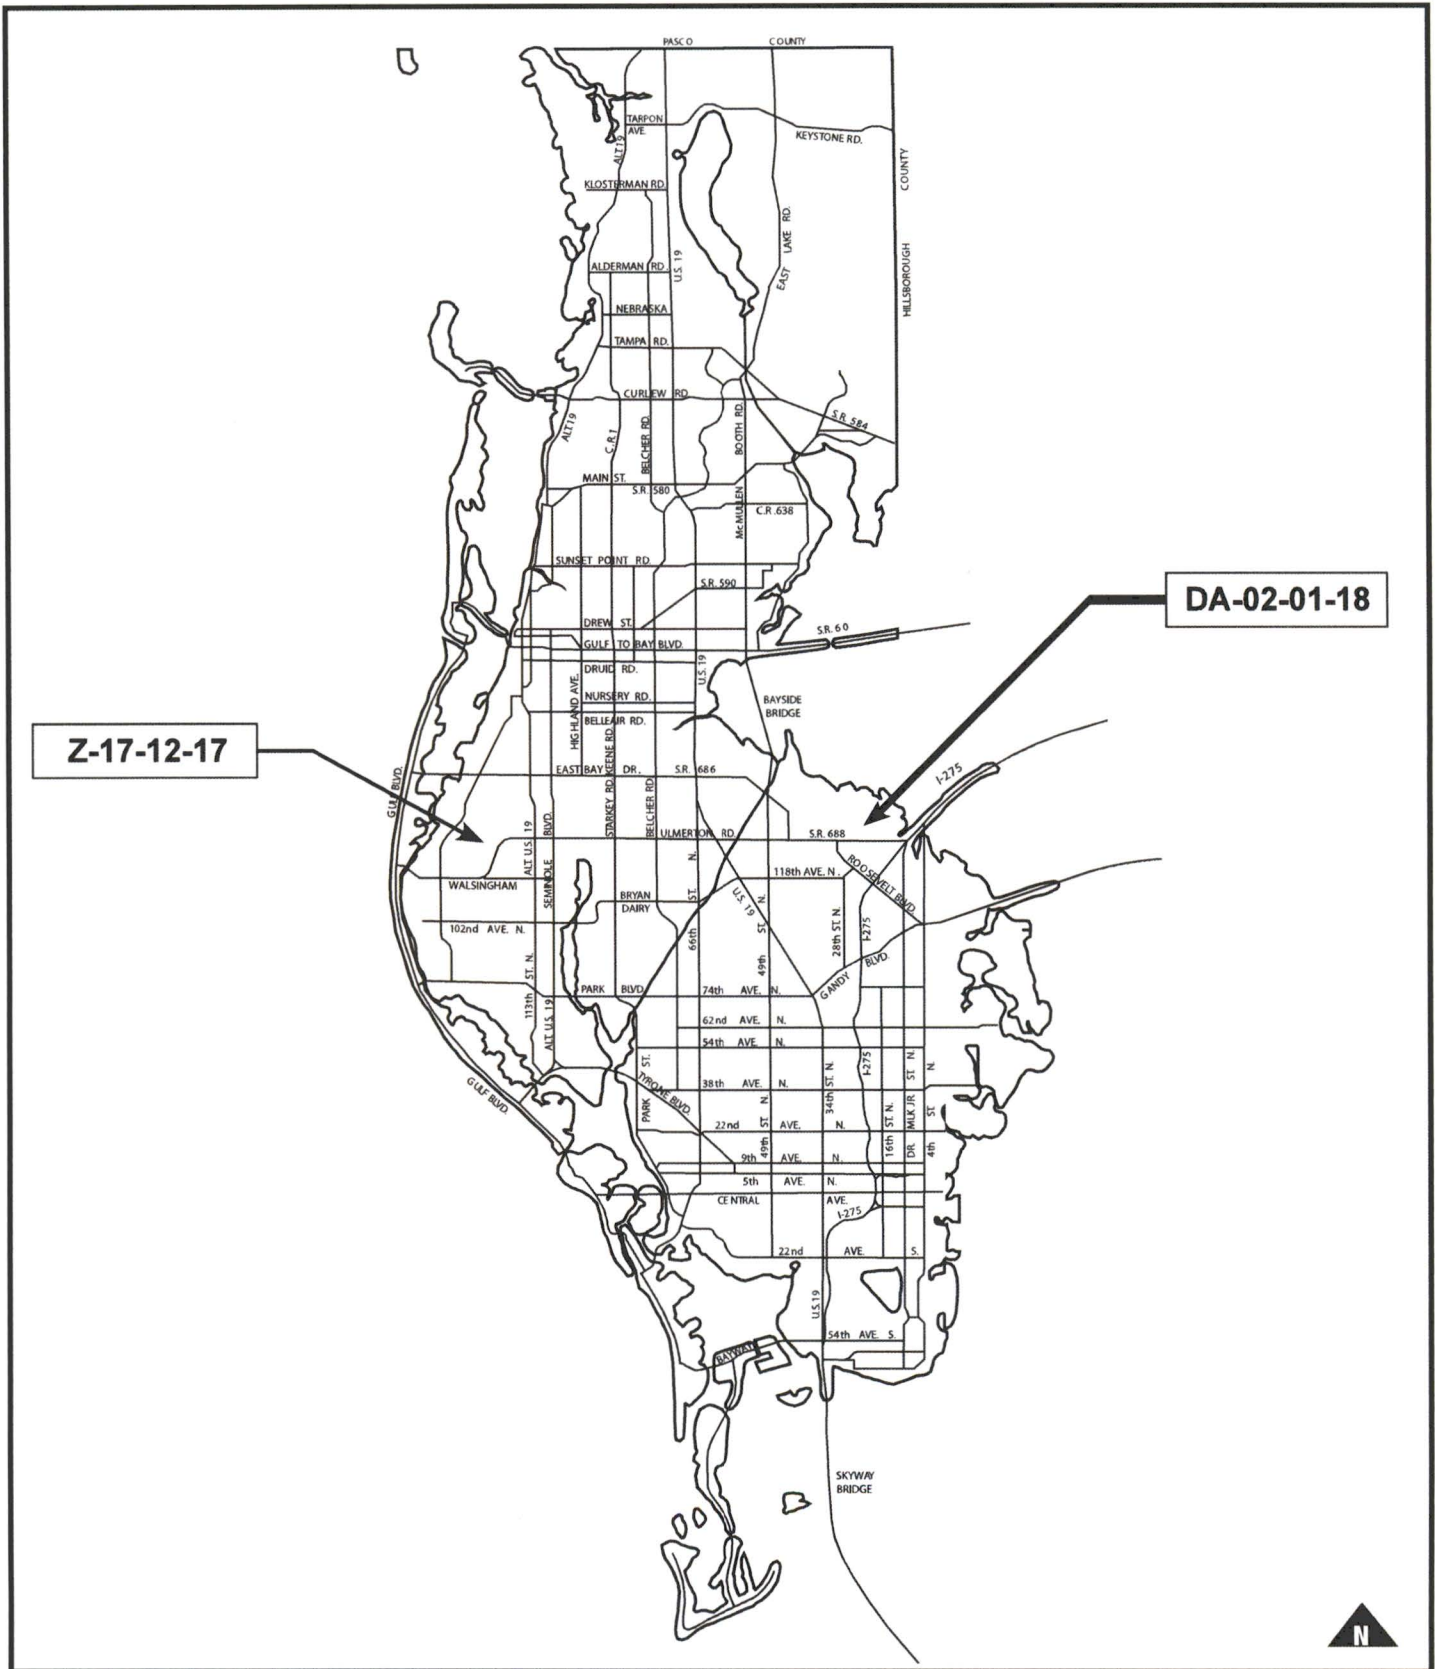 PASCO COUNTY
TARPON AVE.
KEYSTONE RD.
ALT 19
COUNTY
HILLSBOROUGH
KLOSTERMAN RD.
EAST LAKE RD.
U.S. 19
ALDERMAN RD.
NEBRASKA
TAMPA RD.
CURLEW RD
S.R. 584
ALT 19
C.R 1
BELCHER RD.
BOOTH RD.
McMULLEN
MAIN ST.
S.R. 580
C.R. 638
SUNSET POINT RD.
S.R. 590
DA-02-01-18
DREW ST.
S.R. 60
GULF TO BAY BLVD.
DRUID RD.
U.S. 19
HIGHLAND AVE.
NURSERY RD.
BAYSIDE
BRIDGE
BELLEAIR RD.
Z-17-12-17
KEENE RD.
STARKEY RD.
EAST BAY DR. S.R. 686
I-275
GULF BLVD.
BELCHER RD.
ALT U.S. 19
SEMINOLE BLVD.
ULMERTON RD.
S.R. 688
ROOSEVELT BLVD.
118th AVE. N.
WALSINGHAM
BRYAN
DAIRY
66th ST. N.
U.S. 19
49th ST. N.
28th ST. N.
I-275
102nd AVE. N.
GANDY BLVD.
113th ST. N.
ALT U.S. 19
PARK BLVD.
74th AVE. N.
62nd AVE. N.
54th AVE. N.
GULF BLVD.
PARK ST.
TYRONE BLVD.
38th AVE. N.
34th ST. N.
I-275
DR. MLK JR. ST. N.
4th ST. N.
16th ST. N.
49th ST. N.
22nd AVE. N.
9th AVE. N.
5th AVE. N.
CENTRAL AVE.
I-275
22nd AVE. S.
U.S. 19
54th AVE. S.
BAYWAY
SKYWAY
BRIDGE
N